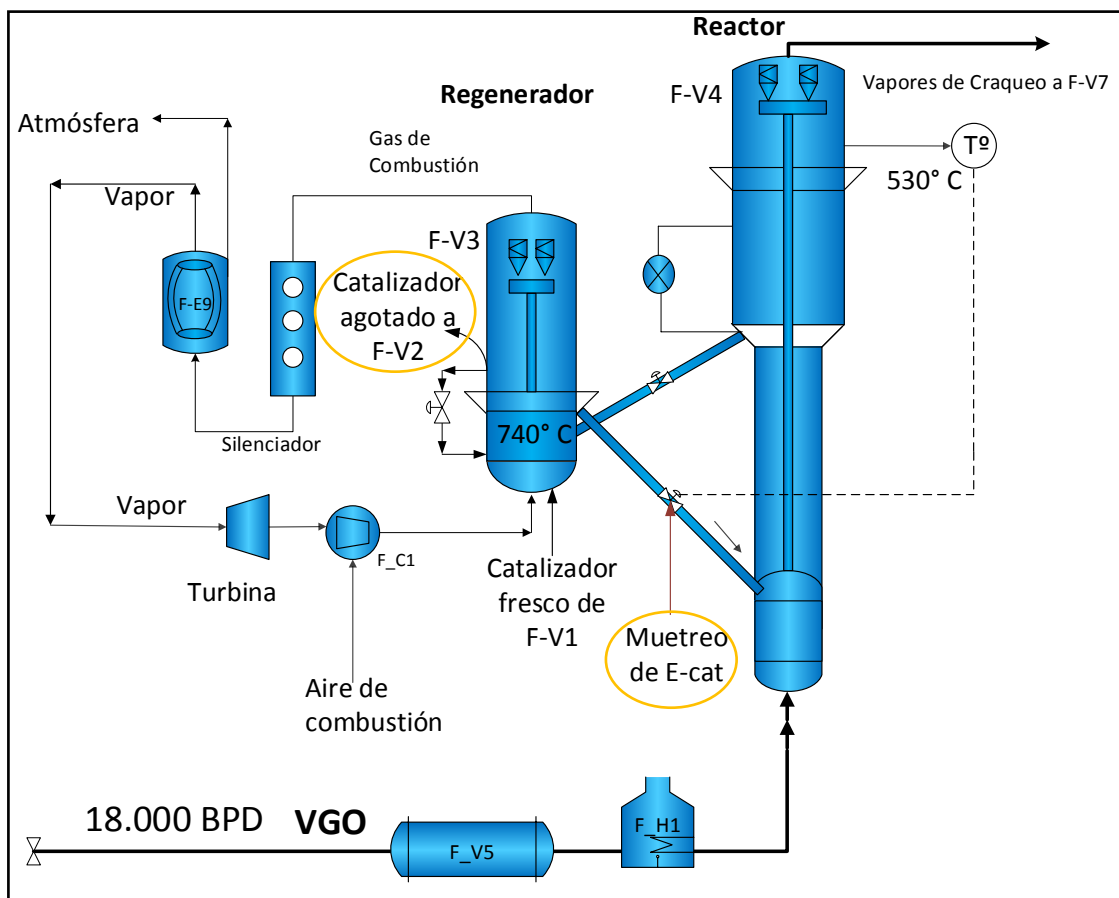 Reactor
F-V4
Vapores de Craqueo a F-V7
Regenerador
Atmósfera
Gas de
Combustión
Tº
530° C
Vapor
F-V3
Catalizador
agotado a
F-V2
F-E9
740° C
Silenciador
Vapor
F_C1
Turbina
Catalizador
fresco de
F-V1
Muetreo
de E-cat
Aire de
combustión
18.000 BPD VGO
F_H1
F_V5